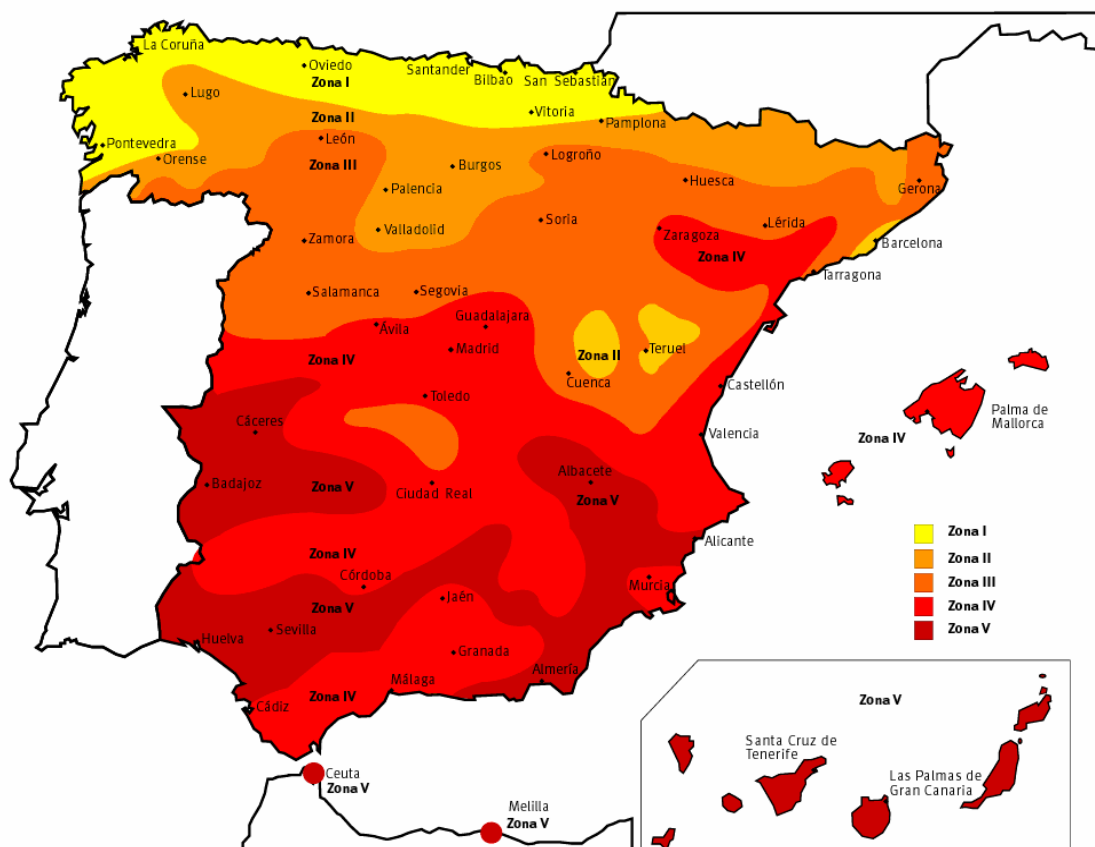 La Coruña
Oviedo
Santander
Bilbao
San Sebastián
Zona I
Lugo
Vitoria
Zona II
Pamplona
Pontevedra
León
Orense
Zona III
Burgos
Logroño
Palencia
Huesca
Gerona
Valladolid
Soria
Zaragoza
Lérida
Zamora
Barcelona
Zona IV
Tarragona
Salamanca
Segovia
Guadalajara
Ávila
Madrid
Zona IV
Zona II
Teruel
Cuenca
Toledo
Castellón
Palma de
Mallorca
Cáceres
Valencia
Zona IV
Albacete
Badajoz
Zona V
Ciudad Real
Zona V
Alicante
Zona IV
Córdoba
Murcia
Zona V
Jaén
Huelva
Sevilla
Granada
Almería
Málaga
Zona IV
Cádiz
Ceuta
Zona V
Melilla
Zona V
Zona I
Zona II
Zona III
Zona IV
Zona V
Zona V
Santa Cruz de
Tenerife
Las Palmas de
Gran Canaria